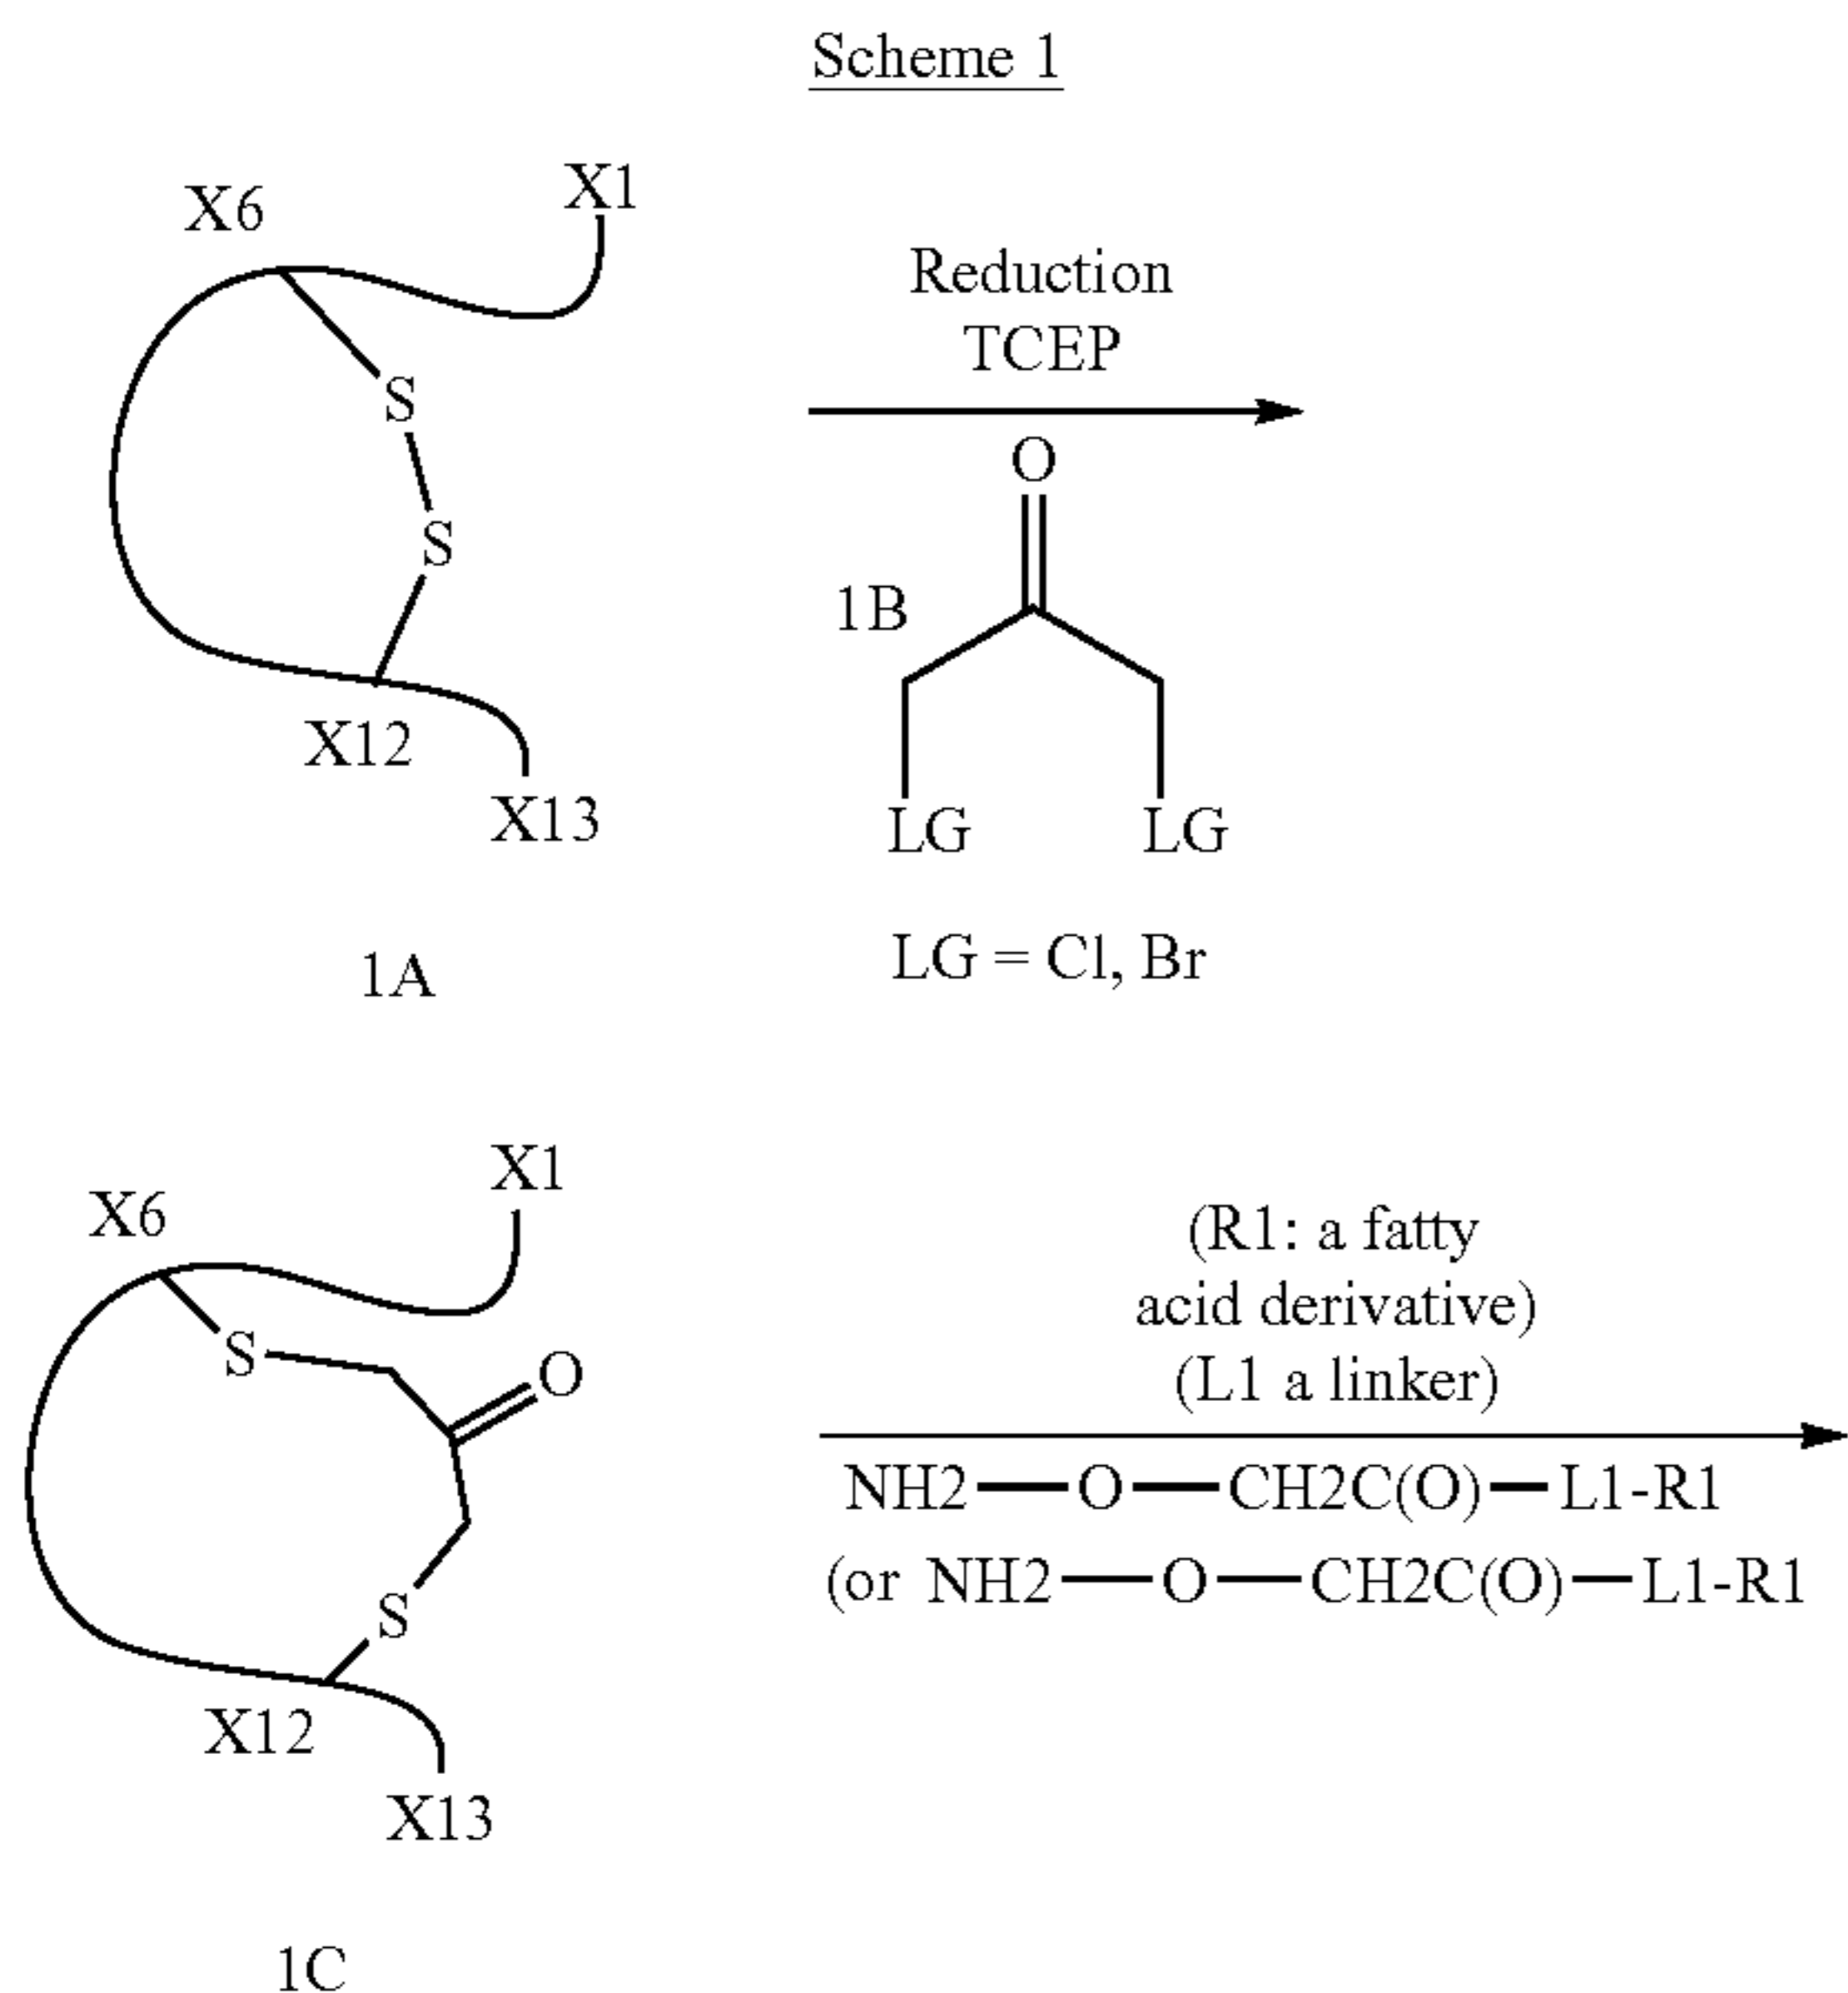 Scheme 1
X6
X1
S
S
X12
X13
1A
Reduction
TCEP
O
1B
LG LG
LG = Cl, Br
X6
X1
S
O
S
X12
X13
1C
(R1: a fatty
acid derivative)
(L1 a linker)
NH2—O—CH2C(O)—L1-R1
(or NH2—O—CH2C(O)—L1-R1